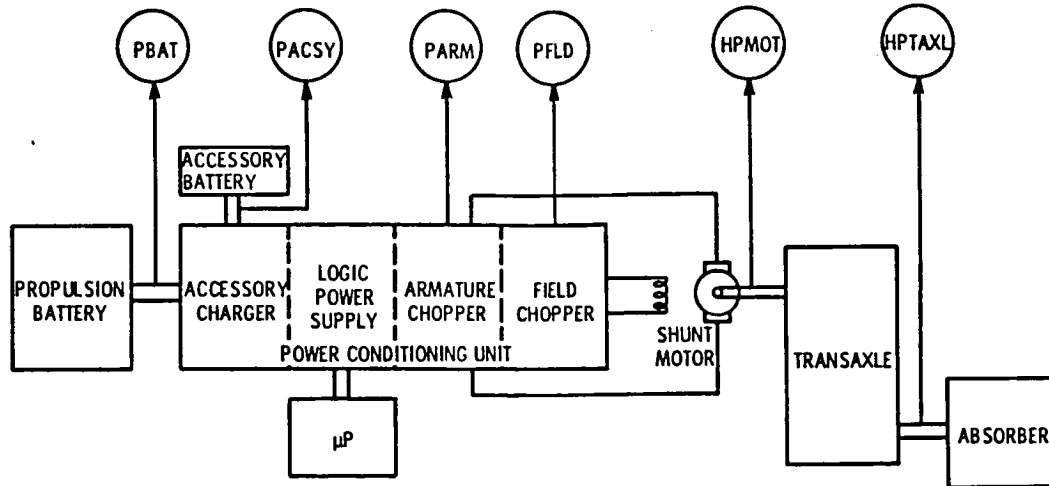 PBAT
PACSY
PARM
PFLD
HPMOT
HPTAXL
ACCESSORY
BATTERY
PROPULSION
BATTERY
ACCESSORY
CHARGER
LOGIC
POWER
SUPPLY
ARMATURE
CHOPPER
FIELD
CHOPPER
POWER CONDITIONING UNIT
SHUNT
MOTOR
TRANSAXLE
ABSORBER
μP